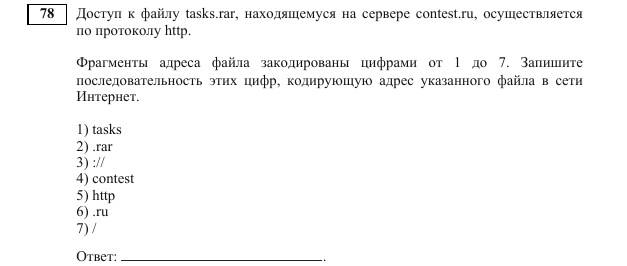 78 Доступ к файлу tasks.rar, находящемуся на сервере contest.ru, осуществляется
по протоколу http.
Фрагменты адреса файла закодированы цифрами от 1 до 7. Запишите
последовательность этих цифр, кодирующую адрес указанного файла в сети
Интернет.
1) tasks
2) .rar
3) ://
4) contest
5) http
6) .ru
7) /
Ответ: ______________________________.